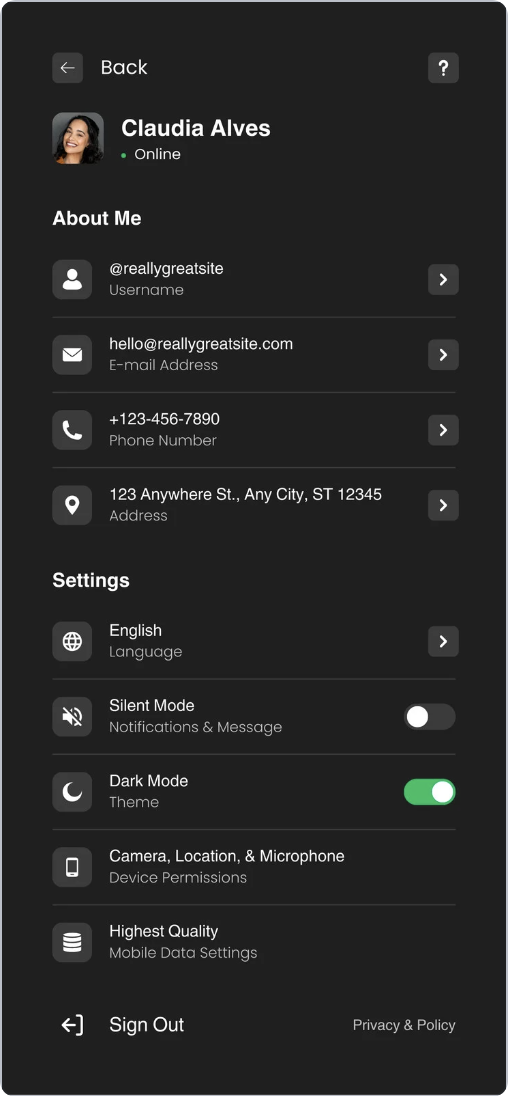 Back
?
Claudia Alves
Online
About Me
@reallygreatsite
Username
hello@reallygreatsite.com
E-mail Address
+123-456-7890
Phone Number
123 Anywhere St., Any City, ST 12345
Address
Settings
English
Language
Silent Mode
Notifications & Message
Dark Mode
Theme
Camera, Location, & Microphone
Device Permissions
Highest Quality
Mobile Data Settings
Sign Out
Privacy & Policy